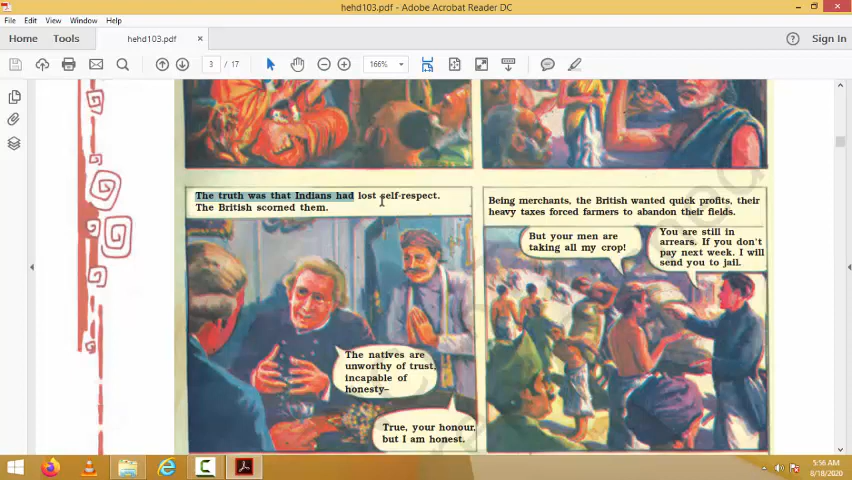 hehd103.pdf - Adobe Acrobat Reader DC
File Edit View Window Help
Home Tools hehd103.pdf × Sign In
3 / 17 166%
The truth was that Indians had lost self-respect.
The British scorned them.
Being merchants, the British wanted quick profits, their
heavy taxes forced farmers to abandon their fields.
But your men are
taking all my crop!
You are still in
arrears. If you don't
pay next week. I will
send you to jail.
The natives are
unworthy of trust,
incapable of
honesty–
True, your honour,
but I am honest.
5:56 AM
8/18/2020